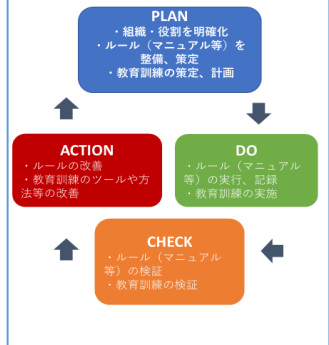 PLAN
・組織・役割を明確化
・ルール（マニュアル等）を
整備、策定
・教育訓練の策定、計画
ACTION
・ルールの改善
・教育訓練のツールや方
法等の改善
DO
・ルール（マニュアル
等）の実行、記録
・教育訓練の実施
CHECK
・ルール（マニュアル
等）の検証
・教育訓練の検証